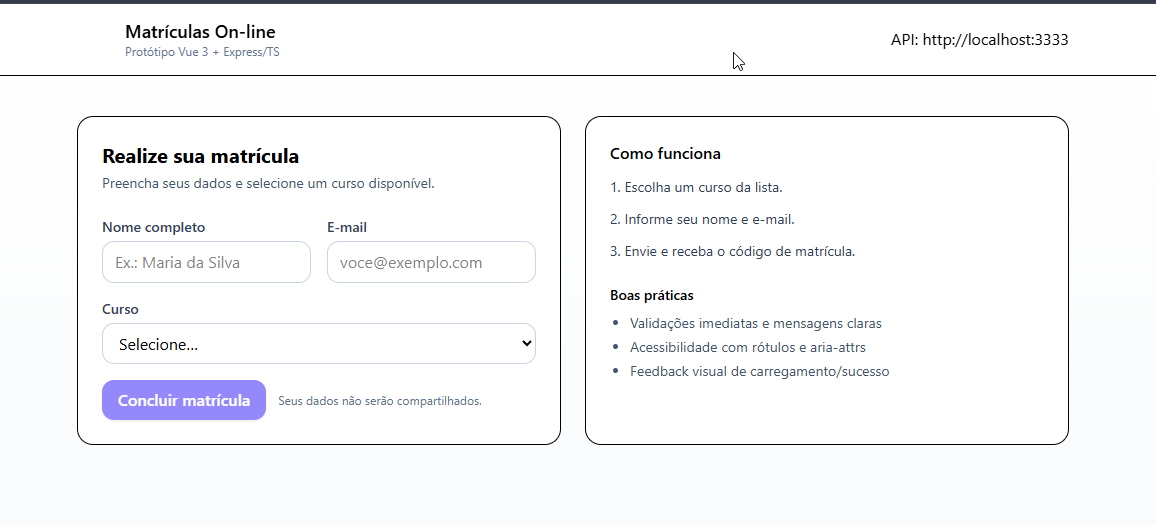 Matrículas On-line
Protótipo Vue 3 + Express/TS
API: http://localhost:3333
Realize sua matrícula
Preencha seus dados e selecione um curso disponível.
Nome completo
E-mail
Ex.: Maria da Silva
voce@exemplo.com
Curso
Selecione...
Concluir matrícula
Seus dados não serão compartilhados.
Como funciona
1. Escolha um curso da lista.
2. Informe seu nome e e-mail.
3. Envie e receba o código de matrícula.
Boas práticas
• Validações imediatas e mensagens claras
• Acessibilidade com rótulos e aria-attrs
• Feedback visual de carregamento/sucesso